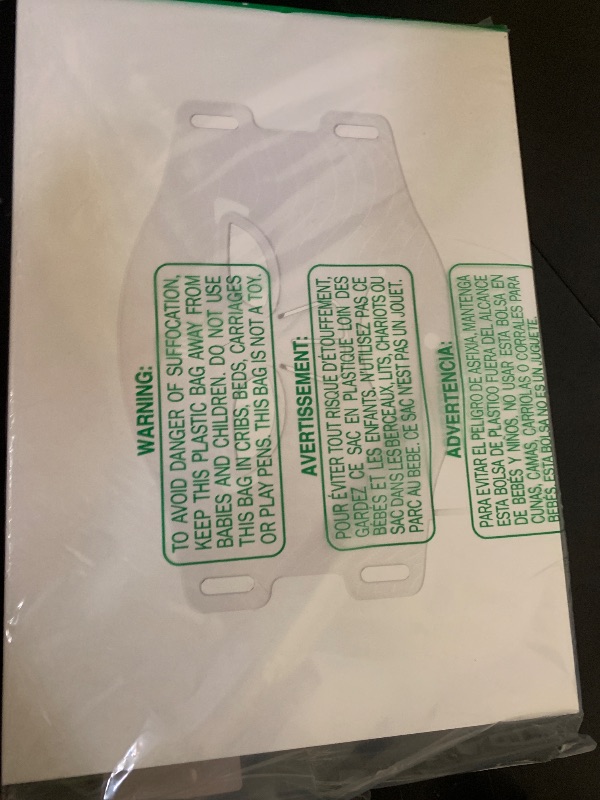 WARNING:
TO AVOID DANGER OF SUFFOCATION,
KEEP THIS PLASTIC BAG AWAY FROM
BABIES AND CHILDREN. DO NOT USE
THIS BAG IN CRIBS, BEDS, CARRIAGES
OR PLAY PENS. THIS BAG IS NOT A TOY.
AVERTISSEMENT:
POUR ÉVITER TOUT RISQUE D'ÉTOUFFEMENT,
GARDEZ CE SAC EN PLASTIQUE LOIN DES
BÉBÉS ET LES ENFANTS. N'UTILISEZ PAS CE
SAC DANS LES BERCEAUX, LITS, CHARIOTS OU
PARC AU BEBE. CE SAC N'EST PAS UN JOUET.
ADVERTENCIA:
PARA EVITAR EL PELIGRO DE ASFIXIA, MANTENGA
ESTA BOLSA DE PLASTICO FUERA DEL ALCANCE
DE BEBES Y NIÑOS. NO USAR ESTA BOLSA EN
CUNAS, CAMAS, CARRIOLAS O CORRALES PARA
BEBES. ESTA BOLSA NO ES UN JUGUETE.